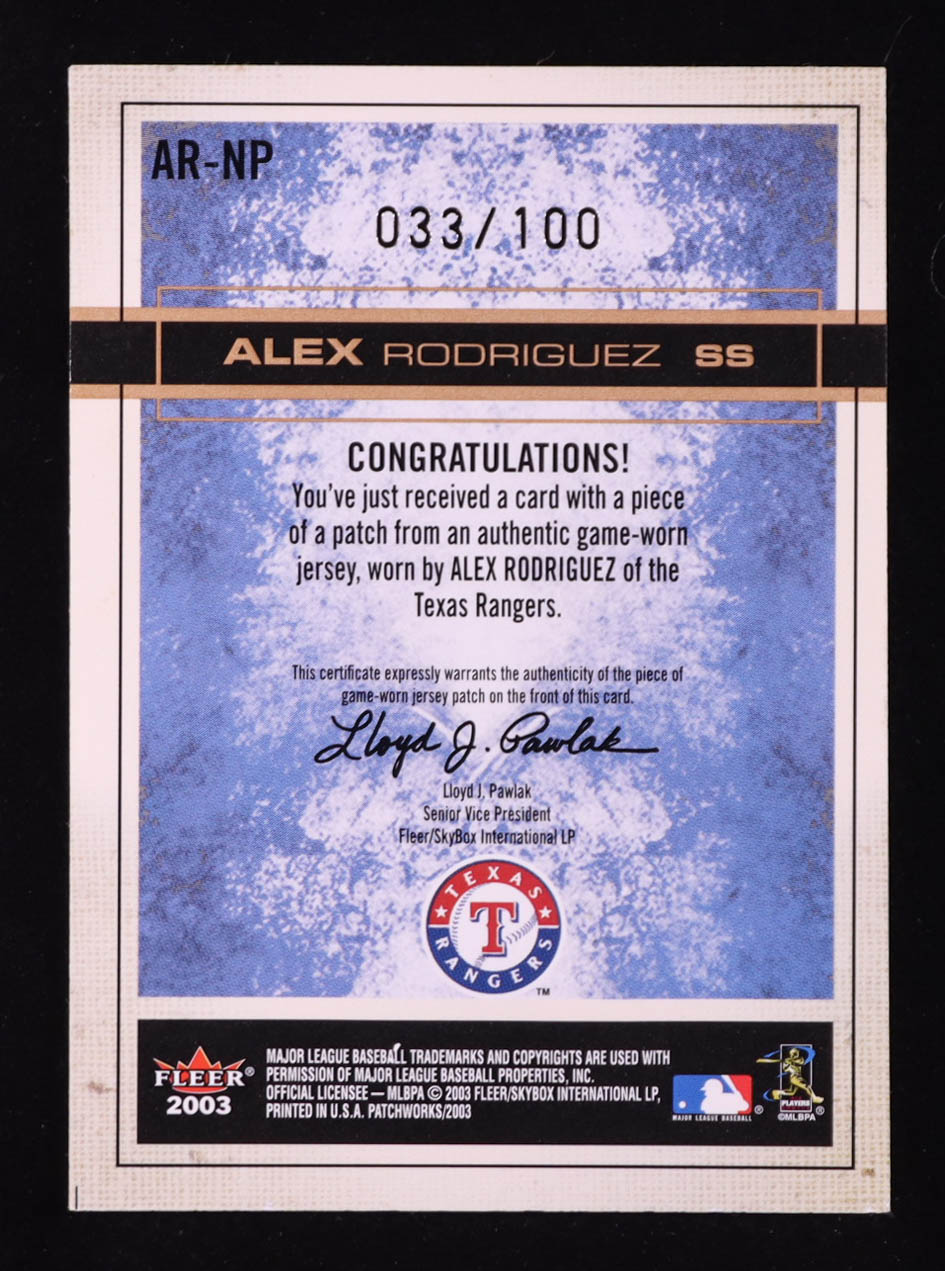 AR-NP
033/100
ALEX RODRIGUEZ SS
CONGRATULATIONS!
You've just received a card with a piece
of a patch from an authentic game-worn
jersey, worn by ALEX RODRIGUEZ of the
Texas Rangers.
This certificate expressly warrants the authenticity of the piece of
game-worn jersey patch on the front of this card.
Lloyd J. Pawlak
Lloyd J. Pawlak
Senior Vice President
Fleer/SkyBox International LP
TEXAS
T
RANGERS
TM
FLEER®
2003
MAJOR LEAGUE BASEBALL TRADEMARKS AND COPYRIGHTS ARE USED WITH
PERMISSION OF MAJOR LEAGUE BASEBALL PROPERTIES, INC.
OFFICIAL LICENSEE — MLBPA © 2003 FLEER/SKYBOX INTERNATIONAL LP,
PRINTED IN U.S.A. PATCHWORKS/2003
MAJOR LEAGUE BASEBALL ®
PLAYERS
®
©MLBPA